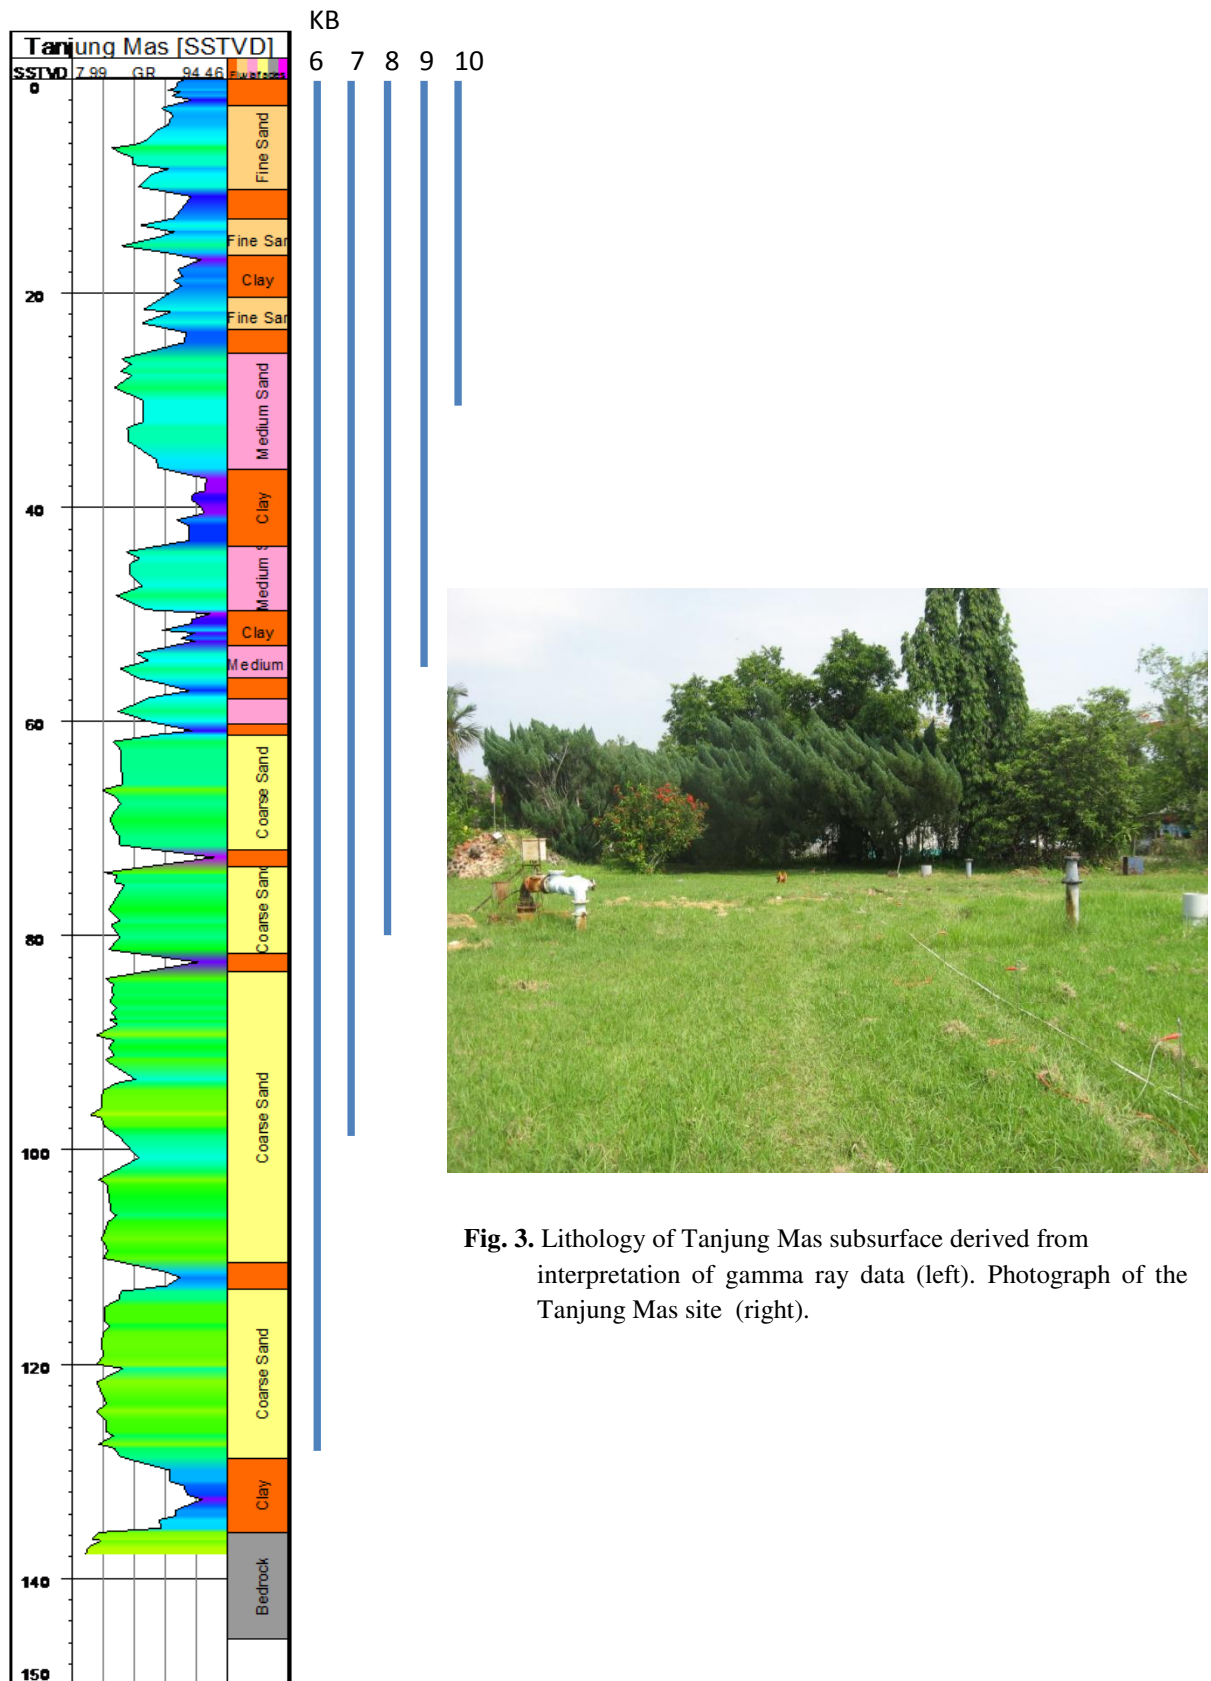 KB
Tanjung Mas [SSTVD]
6 7 8 9 10
SSTVD 7.99 GR 94.46
0
Fine Sand
Fine San
Clay
20
Fine San
Medium Sand
Clay
40
Medium S
Clay
Medium
60
Coarse Sand
Coarse Sand
80
Coarse Sand
100
Coarse Sand
120
Clay
Bedrock
140
150
Fig. 3. Lithology of Tanjung Mas subsurface derived from
interpretation of gamma ray data (left). Photograph of the
Tanjung Mas site (right).